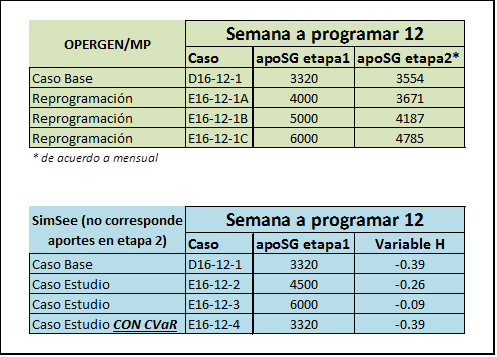 OPERGEN/MP Semana a programar 12
Caso apoSG etapa1 apoSG etapa2*
Caso Base D16-12-1 3320 3554
Reprogramación E16-12-1A 4000 3671
Reprogramación E16-12-1B 5000 4187
Reprogramación E16-12-1C 6000 4785
* de acuerdo a mensual
SimSee (no corresponde aportes en etapa 2) Semana a programar 12
Caso apoSG etapa1 Variable H
Caso Base D16-12-1 3320 -0.39
Caso Estudio E16-12-2 4500 -0.26
Caso Estudio E16-12-3 6000 -0.09
Caso Estudio CON CVaR E16-12-4 3320 -0.39